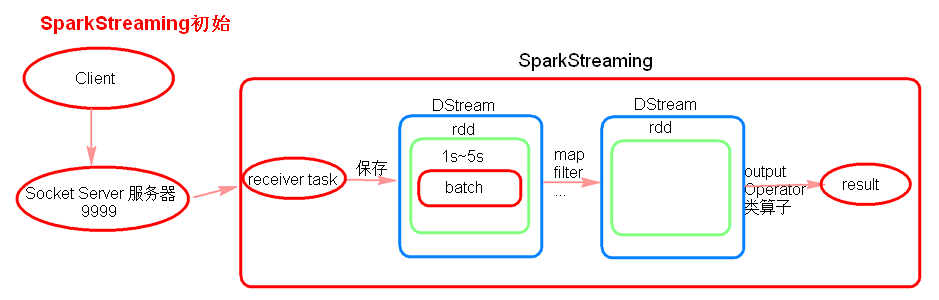 SparkStreaming初始
Client
Socket Server 服务器
9999
SparkStreaming
receiver task
保存
DStream
rdd
1s~5s
batch
map
filter
...
DStream
rdd
output
Operator
类算子
result